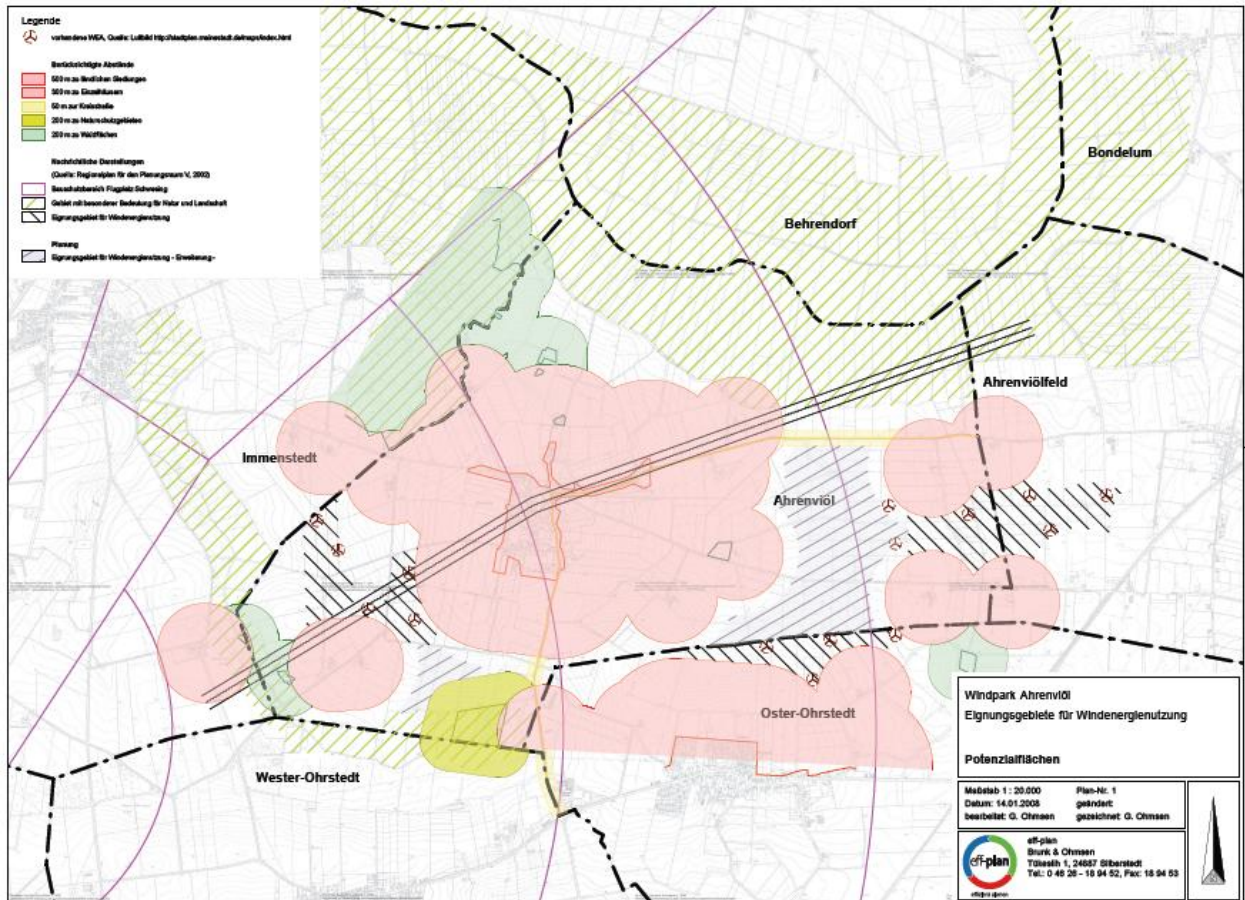 Legende
vorhandene WEA, Quelle: Luftbild http://stadtplan.meinestadt.de/maps/index.html
Berücksichtigte Abstände
500 m zu ländlichen Siedlungen
300 m zu Einzelhäusern
50 m zur Kreisstraße
200 m zu Naturschutzgebieten
200 m zu Waldflächen
Nachrichtliche Darstellungen
(Quelle: Regionalplan für den Planungsraum V, 2002)
Bauschutzbereich Flugplatz Schwesing
Gebiet mit besonderer Bedeutung für Natur und Landschaft
Eignungsgebiet für Windenergienutzung
Planung
Eignungsgebiet für Windenergienutzung - Erweiterung -
Bondelum
Behrendorf
Ahrenviölfeld
Immenstedt
Ahrenviöl
Oster-Ohrstedt
Wester-Ohrstedt
Windpark Ahrenviöl
Eignungsgebiete für Windenergienutzung
Potenzialflächen
Maßstab 1 : 20.000 Plan-Nr. 1
Datum: 14.01.2008 geändert:
bearbeitet: G. Ohmsen gezeichnet: G. Ohmsen
eff-plan
eff-plan
Brunk & Ohmsen
24887 Silberstedt
Tel.: 0 46 26 - 18 94 52, Fax: 18 94 53